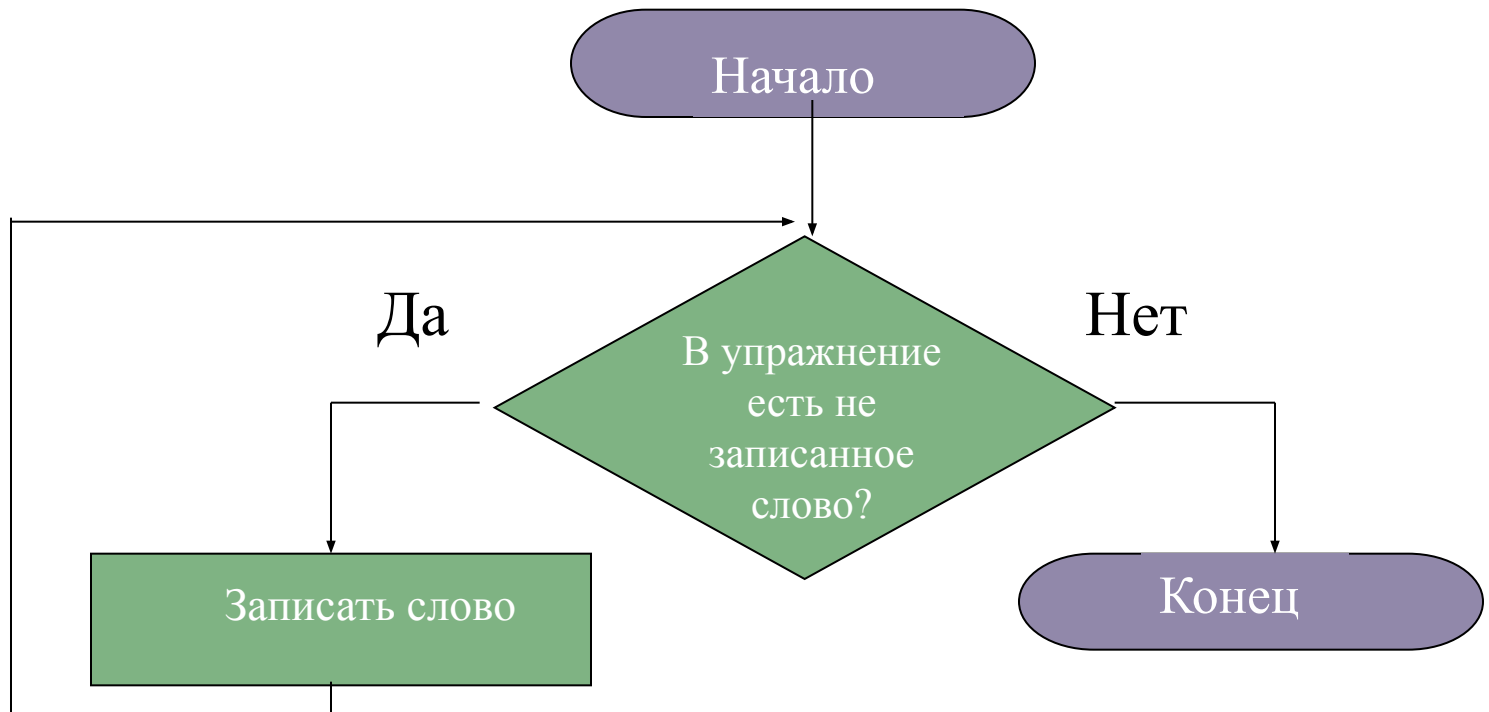 Начало
Да
Нет
В упражнение
есть не
записанное
слово?
Записать слово
Конец